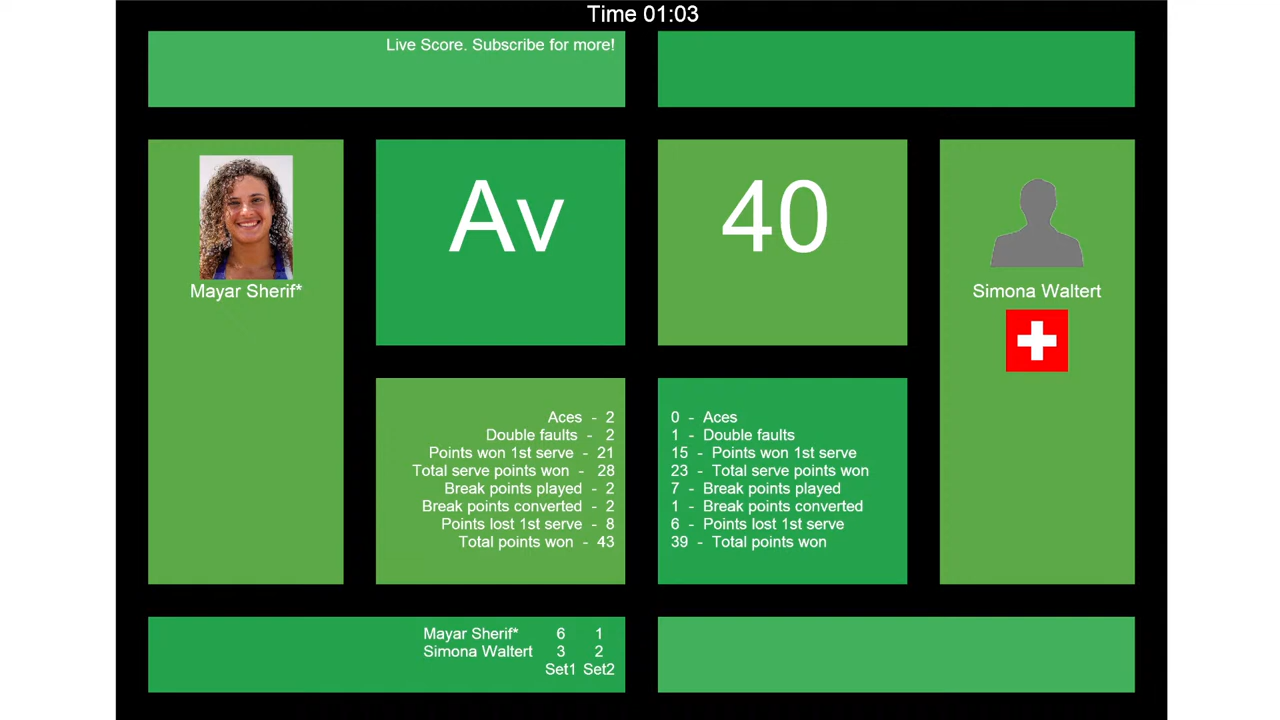 Time 01:03
Live Score. Subscribe for more!
Av
40
Mayar Sherif*
Simona Waltert
Aces - 2
Double faults - 2
Points won 1st serve - 21
Total serve points won - 28
Break points played - 2
Break points converted - 2
Points lost 1st serve - 8
Total points won - 43
0 - Aces
1 - Double faults
15 - Points won 1st serve
23 - Total serve points won
7 - Break points played
1 - Break points converted
6 - Points lost 1st serve
39 - Total points won
Mayar Sherif* 6 1
Simona Waltert 3 2
Set1 Set2